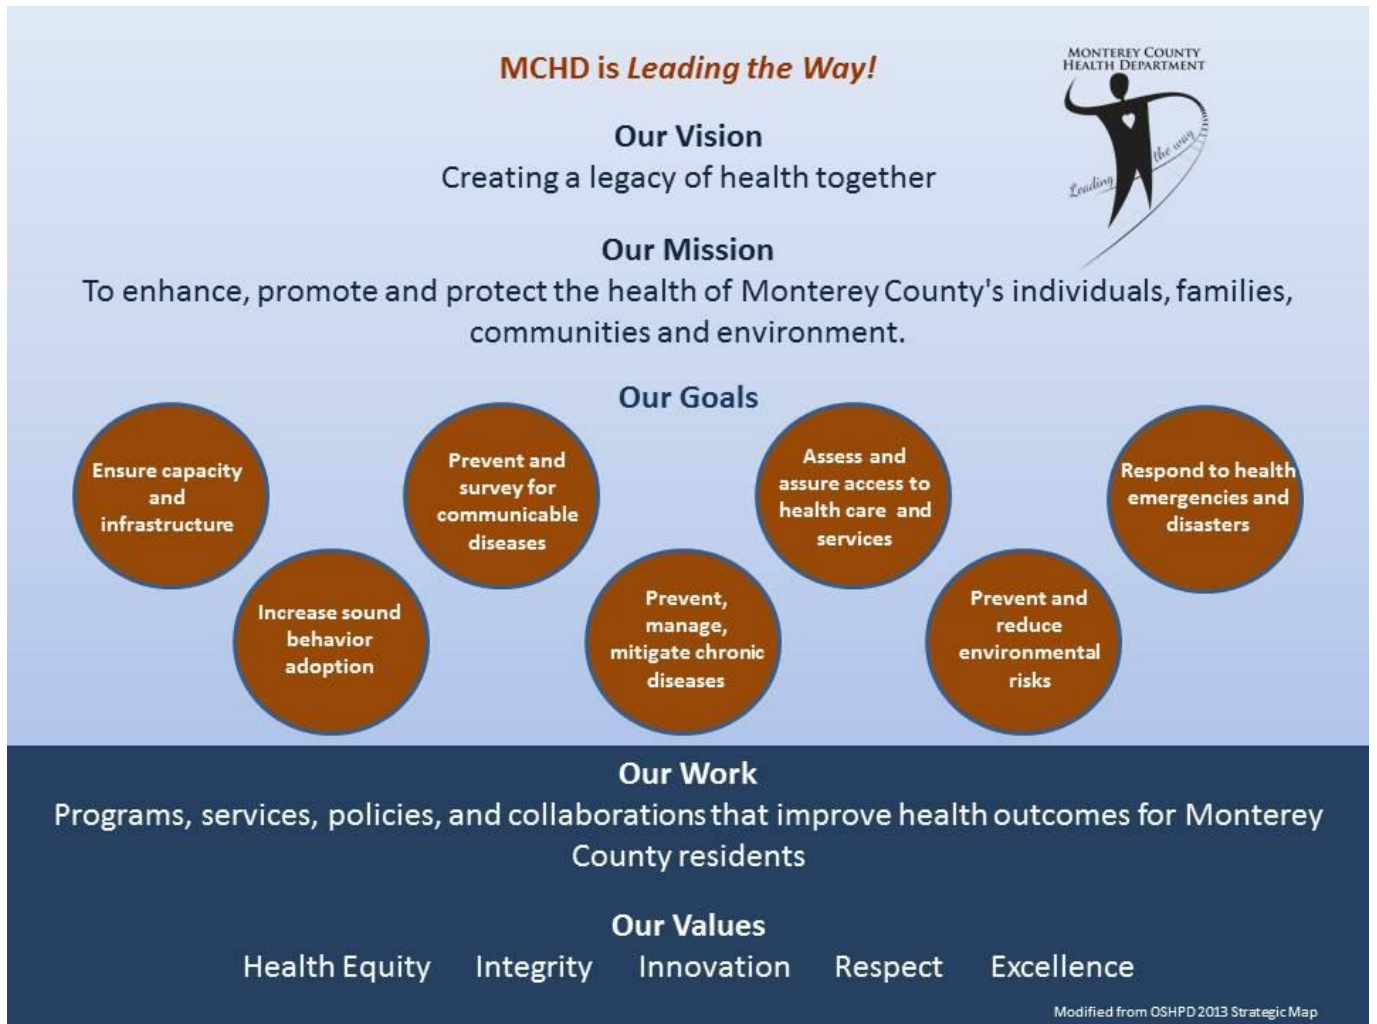 MCHD is Leading the Way!
MONTEREY COUNTY
HEALTH DEPARTMENT
Leading the way
Our Vision
Creating a legacy of health together
Our Mission
To enhance, promote and protect the health of Monterey County's individuals, families,
communities and environment.
Our Goals
Ensure capacity
and
infrastructure
Increase sound
behavior
adoption
Prevent and
survey for
communicable
diseases
Prevent,
manage,
mitigate chronic
diseases
Assess and
assure access to
health care and
services
Prevent and
reduce
environmental
risks
Respond to health
emergencies and
disasters
Our Work
Programs, services, policies, and collaborations that improve health outcomes for Monterey
County residents
Our Values
Health Equity Integrity Innovation Respect Excellence
Modified from OSHPD 2013 Strategic Map